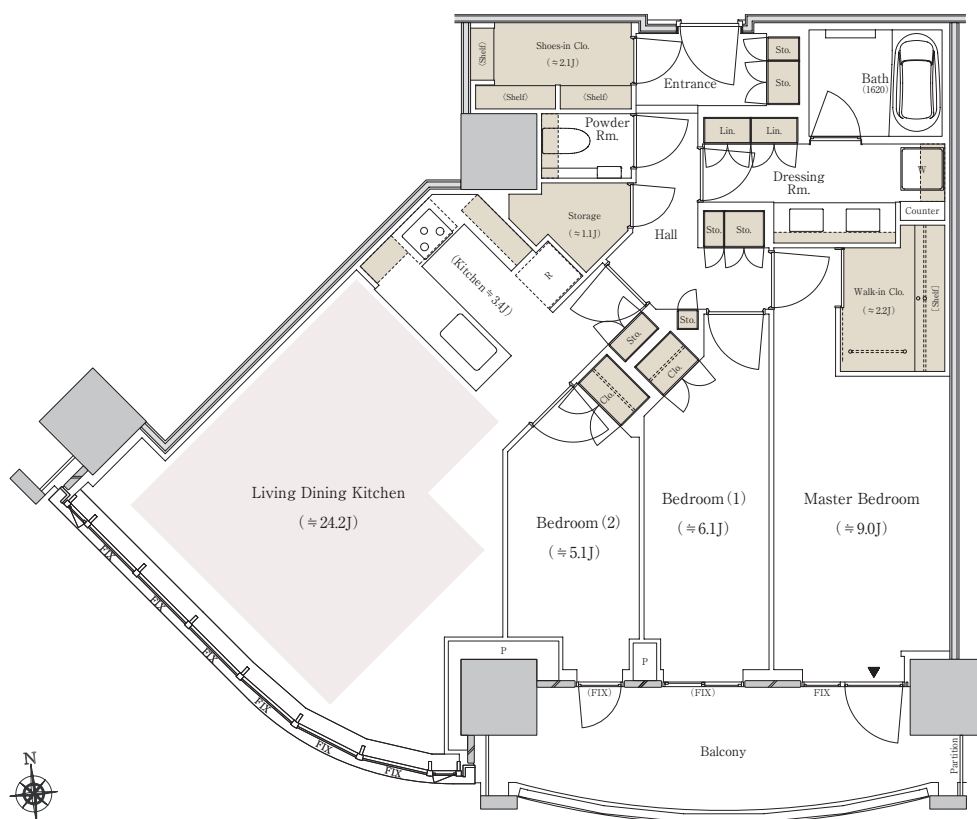 Shoes-in Clo.
(≒2.1J)
⟨Shelf⟩
⟨Shelf⟩
⟨Shelf⟩
Entrance
Sto.
Sto.
Bath
(1620)
Powder
Rm.
Lin.
Lin.
Dressing
Rm.
W
Counter
Storage
(≒1.1J)
Hall
Sto.
Sto.
Walk-in Clo.
(≒2.2J)
[Shelf]
(Kitchen≒3.4J)
R
Sto.
Sto.
Clo.
Clo.
Living Dining Kitchen
(≒24.2J)
Bedroom(2)
(≒5.1J)
Bedroom(1)
(≒6.1J)
Master Bedroom
(≒9.0J)
P
P
FIX
FIX
FIX
FIX
FIX
FIX
FIX
(FIX)
(FIX)
FIX
Balcony
Partition
N